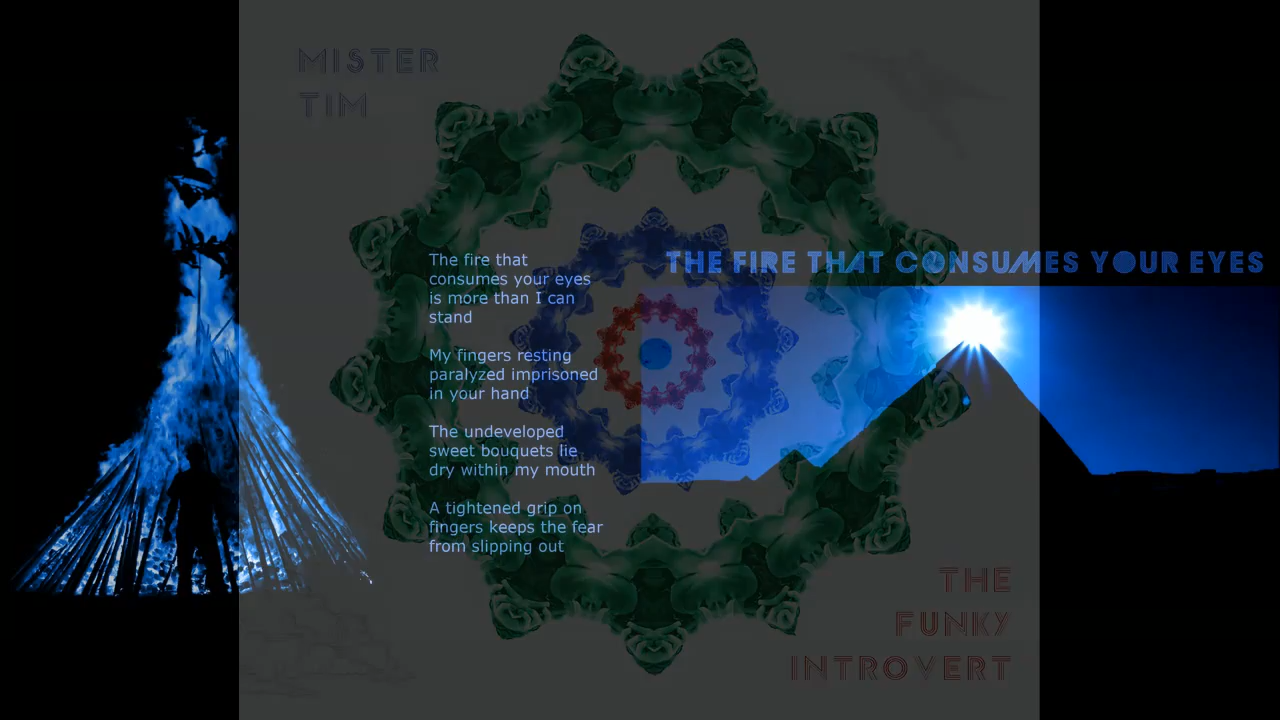 MISTER
TIM
THE FIRE THAT CONSUMES YOUR EYES
The fire that
consumes your eyes
is more than I can
stand
My fingers resting
paralyzed imprisoned
in your hand
The undeveloped
sweet bouquets lie
dry within my mouth
A tightened grip on
fingers keeps the fear
from slipping out
THE
FUNKY
INTROVERT